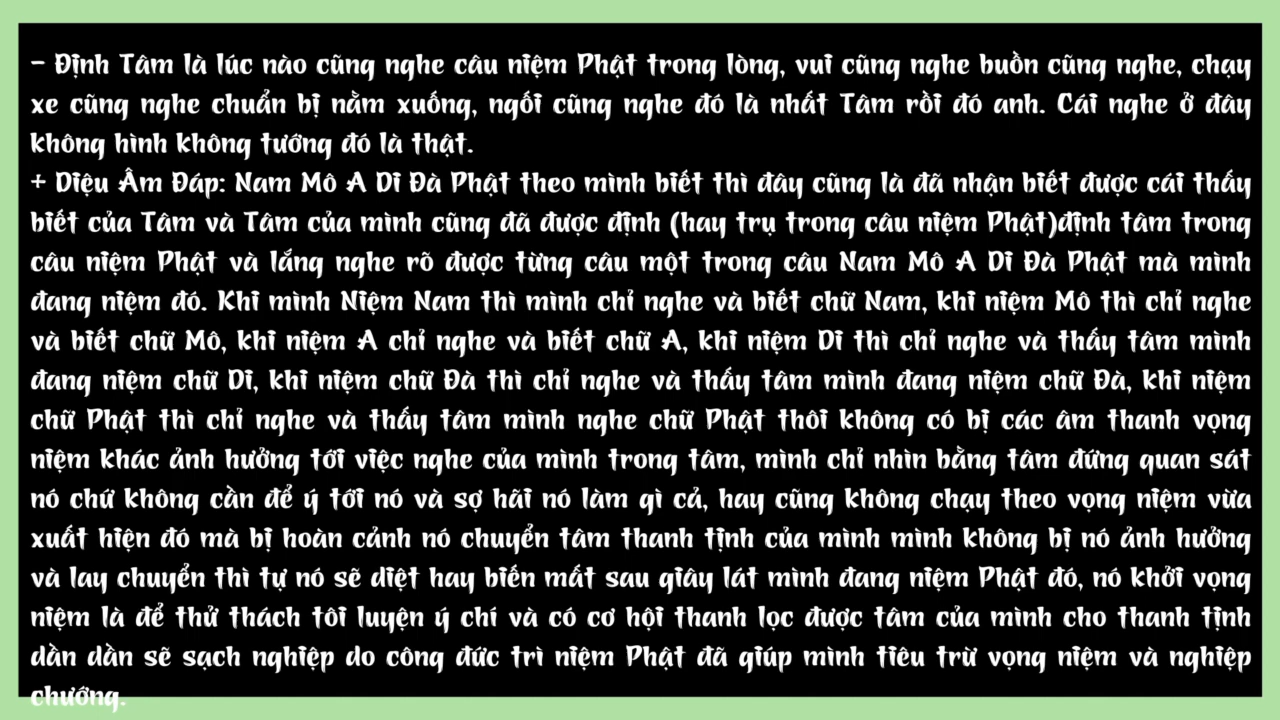 - Định Tâm là lúc nào cũng nghe câu niệm Phật trong lòng, vui cũng nghe buồn cũng nghe, chạy
xe cũng nghe chuẩn bị nằm xuống, ngồi cũng nghe đó là nhất Tâm rồi đó anh. Cái nghe ở đây
không hình không tướng đó là thật.
+ Diệu Âm Đáp: Nam Mô A Di Đà Phật theo mình biết thì đây cũng là đã nhận biết được cái thấy
biết của Tâm và Tâm của mình cũng đã được định (hay trụ trong câu niệm Phật)định tâm trong
câu niệm Phật và lắng nghe rõ được từng câu một trong câu Nam Mô A Di Đà Phật mà mình
đang niệm đó. Khi mình Niệm Nam thì mình chỉ nghe và biết chữ Nam, khi niệm Mô thì chỉ nghe
và biết chữ Mô, khi niệm A chỉ nghe và biết chữ A, khi niệm Di thì chỉ nghe và thấy tâm mình
đang niệm chữ Di, khi niệm chữ Đà thì chỉ nghe và thấy tâm mình đang niệm chữ Đà, khi niệm
chữ Phật thì chỉ nghe và thấy tâm mình nghe chữ Phật thôi không có bị các âm thanh vọng
niệm khác ảnh hưởng tới việc nghe của mình trong tâm, mình chỉ nhìn bằng tâm đứng quan sát
nó chứ không cần để ý tới nó và sợ hãi nó làm gì cả, hay cũng không chạy theo vọng niệm vừa
xuất hiện đó mà bị hoàn cảnh nó chuyển tâm thanh tịnh của mình mình không bị nó ảnh hưởng
và lay chuyển thì tự nó sẽ diệt hay biến mất sau giây lát mình đang niệm Phật đó, nó khởi vọng
niệm là để thử thách tôi luyện ý chí và có cơ hội thanh lọc được tâm của mình cho thanh tịnh
dần dần sẽ sạch nghiệp do công đức trì niệm Phật đã giúp mình tiêu trừ vọng niệm và nghiệp
chướng.